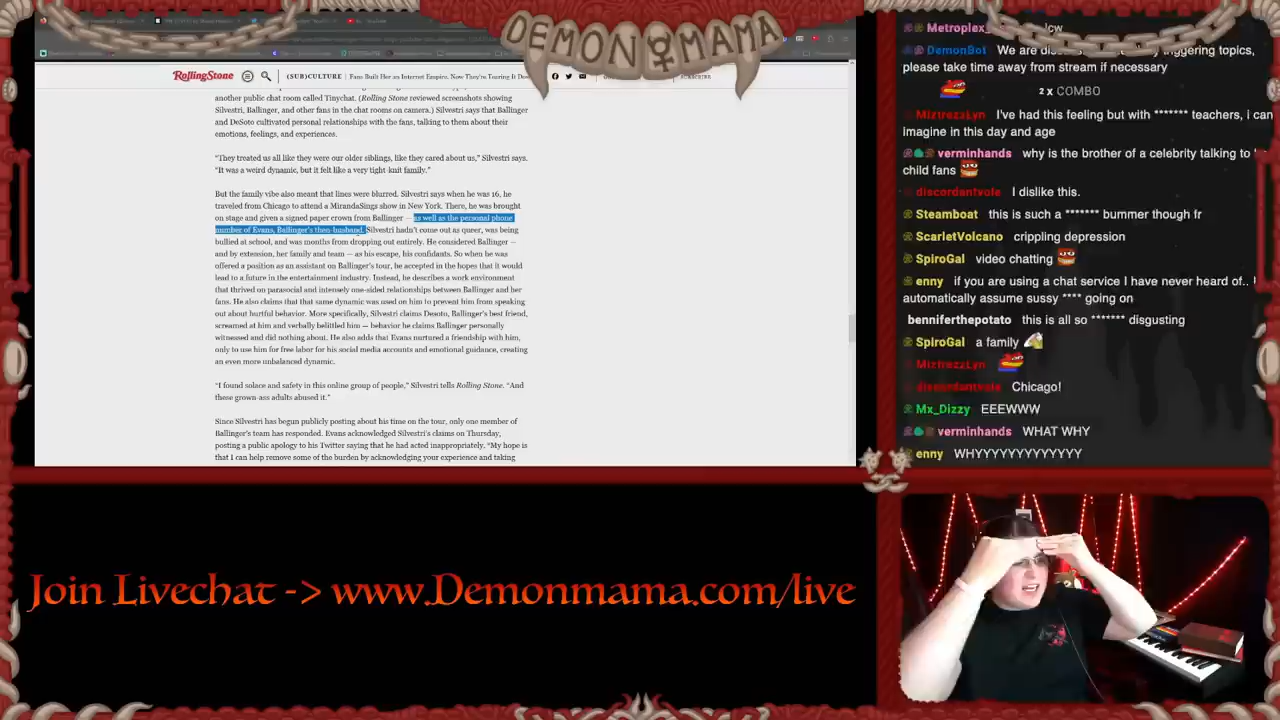 DEMON MAMA
RollingStone
(SUB)CULTURE | Fans Built Her an Internet Empire. Now They're Tearing It Down
SUBSCRIBE
another public chat room called Tinychat. (Rolling Stone reviewed screenshots showing
Silvestri, Ballinger, and other fans in the chat rooms on camera.) Silvestri says that Ballinger
and DeSoto cultivated personal relationships with the fans, talking to them about their
emotions, feelings, and experiences.
"They treated us all like they were our older siblings, like they cared about us," Silvestri says.
"It was a weird dynamic, but it felt like a very tight-knit family."
But the family vibe also meant that lines were blurred. Silvestri says when he was 16, he
traveled from Chicago to attend a MirandaSings show in New York. There, he was brought
on stage and given a signed paper crown from Ballinger — as well as the personal phone
number of Evans, Ballinger's then-husband. Silvestri hadn't come out as queer, was being
bullied at school, and was months from dropping out entirely. He considered Ballinger —
and by extension, her family and team — as his escape, his confidants. So when he was
offered a position as an assistant on Ballinger's tour, he accepted in the hopes that it would
lead to a future in the entertainment industry. Instead, he describes a work environment
that thrived on parasocial and intensely one-sided relationships between Ballinger and her
fans. He also claims that that same dynamic was used on him to prevent him from speaking
out about hurtful behavior. More specifically, Silvestri claims Desoto, Ballinger's best friend,
screamed at him and verbally belittled him — behavior he claims Ballinger personally
witnessed and did nothing about. He also adds that Evans nurtured a friendship with him,
only to use him for free labor for his social media accounts and emotional guidance, creating
an even more unbalanced dynamic.
"I found solace and safety in this online group of people," Silvestri tells Rolling Stone. "And
these grown-ass adults abused it."
Since Silvestri has begun publicly posting about his time on the tour, only one member of
Ballinger's team has responded. Evans acknowledged Silvestri's claims on Thursday,
posting a public apology to his Twitter saying that he had acted inappropriately. "My hope is
that I can help remove some of the burden by acknowledging your experience and taking
Metroplex_ lcw
DemonBot We are dis triggering topics,
please take time away from stream if necessary
2 x COMBO
MiztrezzLyn I've had this feeling but with ******* teachers, I can
imagine in this day and age
verminhands why is the brother of a celebrity talking to
child fans
discardentvole I dislike.
Steamboat this is such a ******* bummer though fr
ScarletVolcano crippling depression
SpiroGal video chatting
enny if you are using a chat service I have never heard of..
automatically assume sussy **** going on
benniferthepotato this is all so ******* disgusting
SpiroGal a family
MiztrezzLyn
discardentvole Chicago!
Mx_Dizzy EEEWWW
verminhands WHAT WHY
enny WHYYYYYYYYYYYY
Join Livechat -> www.Demonmama.com/live